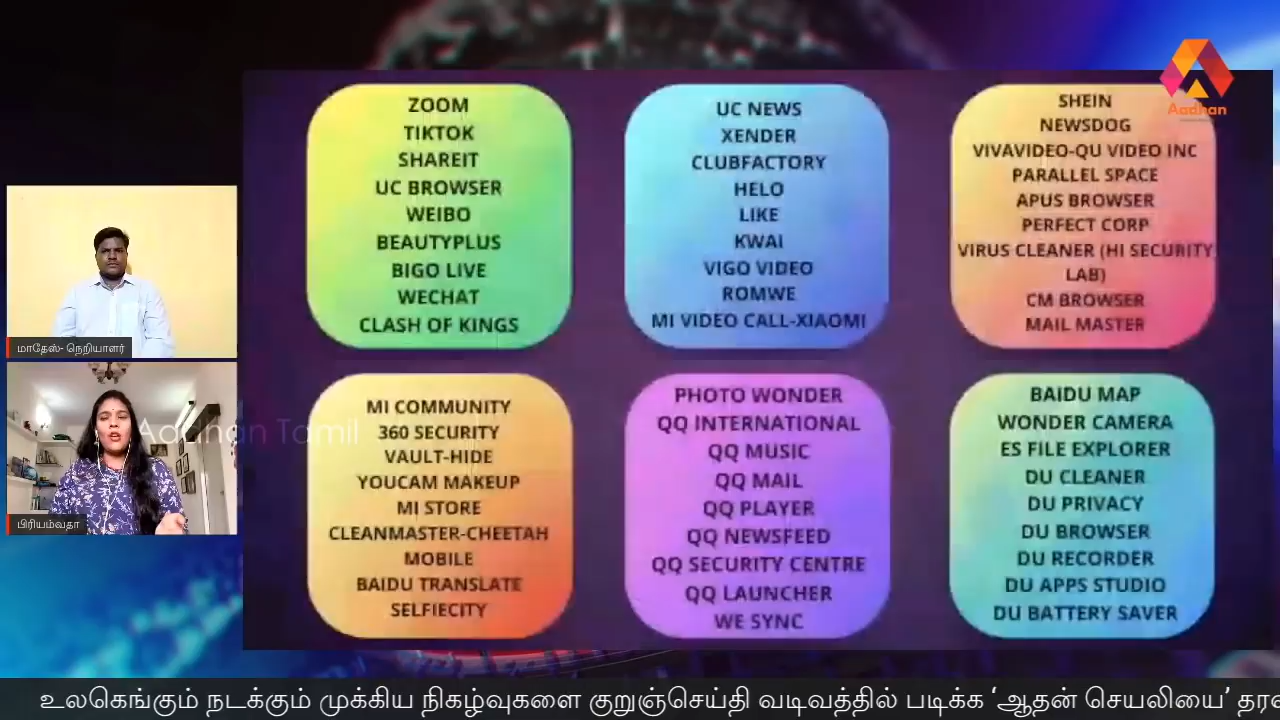 ZOOM
TIKTOK
SHAREIT
UC BROWSER
WEIBO
BEAUTYPLUS
BIGO LIVE
WECHAT
CLASH OF KINGS
UC NEWS
XENDER
CLUBFACTORY
HELO
LIKE
KWAI
VIGO VIDEO
ROMWE
MI VIDEO CALL-XIAOMI
SHEIN
NEWSDOG
VIVAVIDEO-QU VIDEO INC
PARALLEL SPACE
APUS BROWSER
PERFECT CORP
VIRUS CLEANER (HI SECURITY
LAB)
CM BROWSER
MAIL MASTER
Aadhan
மாதேஸ்- நெறியாளர்
MI COMMUNITY
360 SECURITY
VAULT-HIDE
YOUCAM MAKEUP
MI STORE
CLEANMASTER-CHEETAH
MOBILE
BAIDU TRANSLATE
SELFIECITY
PHOTO WONDER
QQ INTERNATIONAL
QQ MUSIC
QQ MAIL
QQ PLAYER
QQ NEWSFEED
QQ SECURITY CENTRE
QQ LAUNCHER
WE SYNC
BAIDU MAP
WONDER CAMERA
ES FILE EXPLORER
DU CLEANER
DU PRIVACY
DU BROWSER
DU RECORDER
DU APPS STUDIO
DU BATTERY SAVER
Aadhan Tamil
பிரியம்வதா
உலகெங்கும் நடக்கும் முக்கிய நிகழ்வுகளை குறுஞ்செய்தி வடிவத்தில் படிக்க ‘ஆதன் செயலியை’